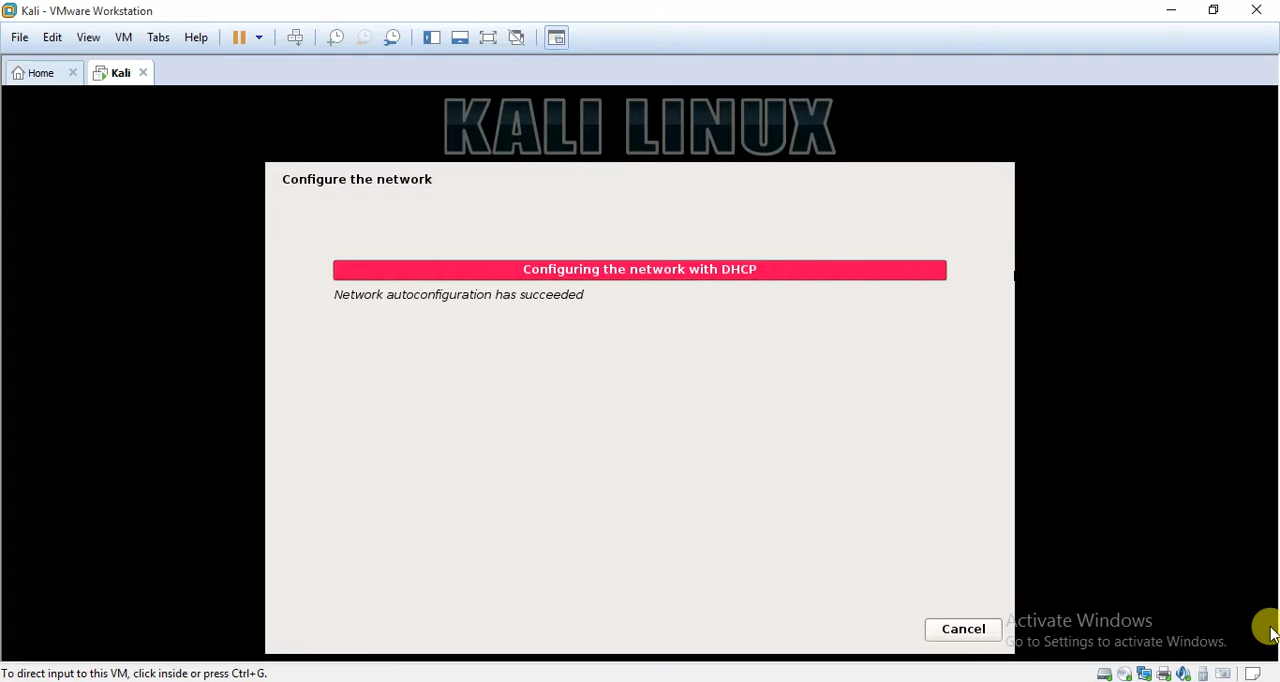 Kali - VMware Workstation
File Edit View VM Tabs Help
Home Kali
KALI LINUX
Configure the network
Configuring the network with DHCP
Network autoconfiguration has succeeded
Cancel
Activate Windows
Go to Settings to activate Windows.
To direct input to this VM, click inside or press Ctrl+G.